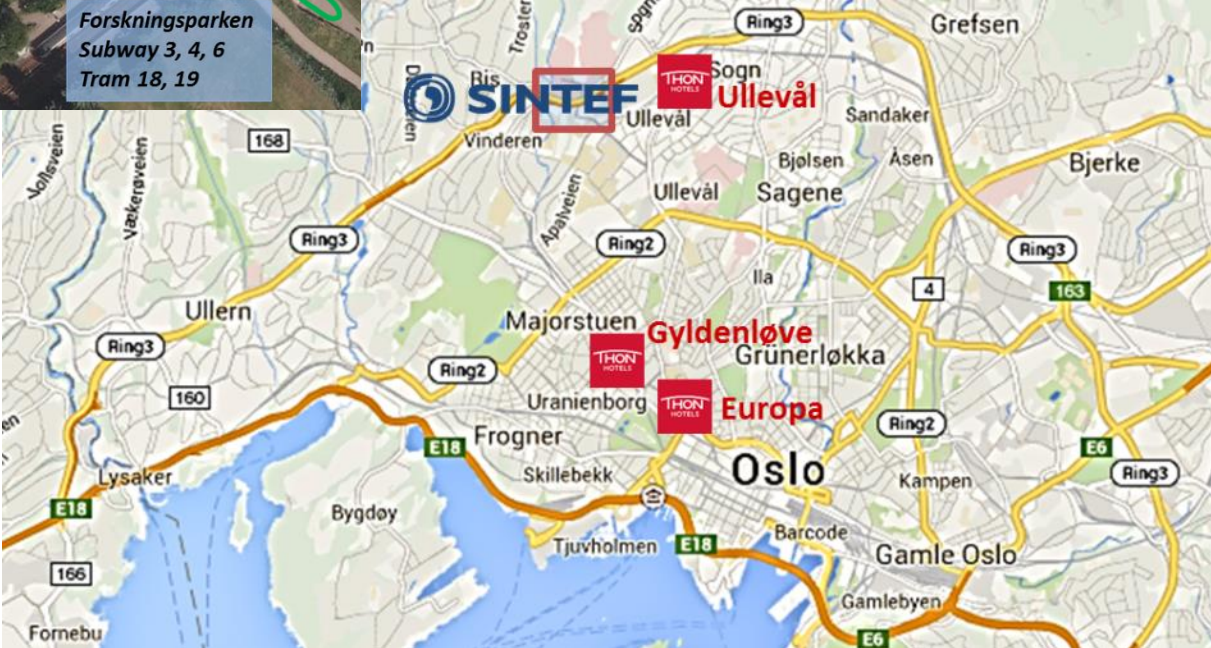 Forskningsparken
Subway 3, 4, 6
Tram 18, 19
Ring3
Grefsen
SINTEF
Ris
THON
HOTELS
Sogn
Ullevål
Ullevål
Vinderen
168
Sandaker
Vækerøveien
Apalveien
Ullevål
Sagene
Bjølsen
Åsen
Bjerke
Ring3
Ring2
Ring3
Ila
4
163
Ullern
Majorstuen
Gyldenløve
THON
HOTELS
Grünerløkka
Ring3
Ring2
160
Uranienborg
THON
HOTELS
Europa
Ring2
E18
Frogner
E6
Ring3
Lysaker
Skillebekk
Oslo
Kampen
E18
Bygdøy
Tjuvholmen
E18
Barcode
Gamle Oslo
166
Gamlebyen
Fornebu
E6